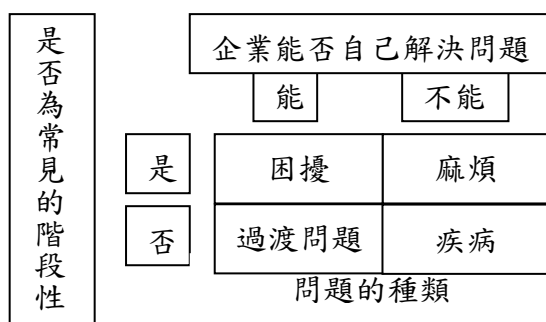 是否為常見的階段性
企業能否自己解決問題
能 不能
是 困擾 麻煩
否 過渡問題 疾病
問題的種類